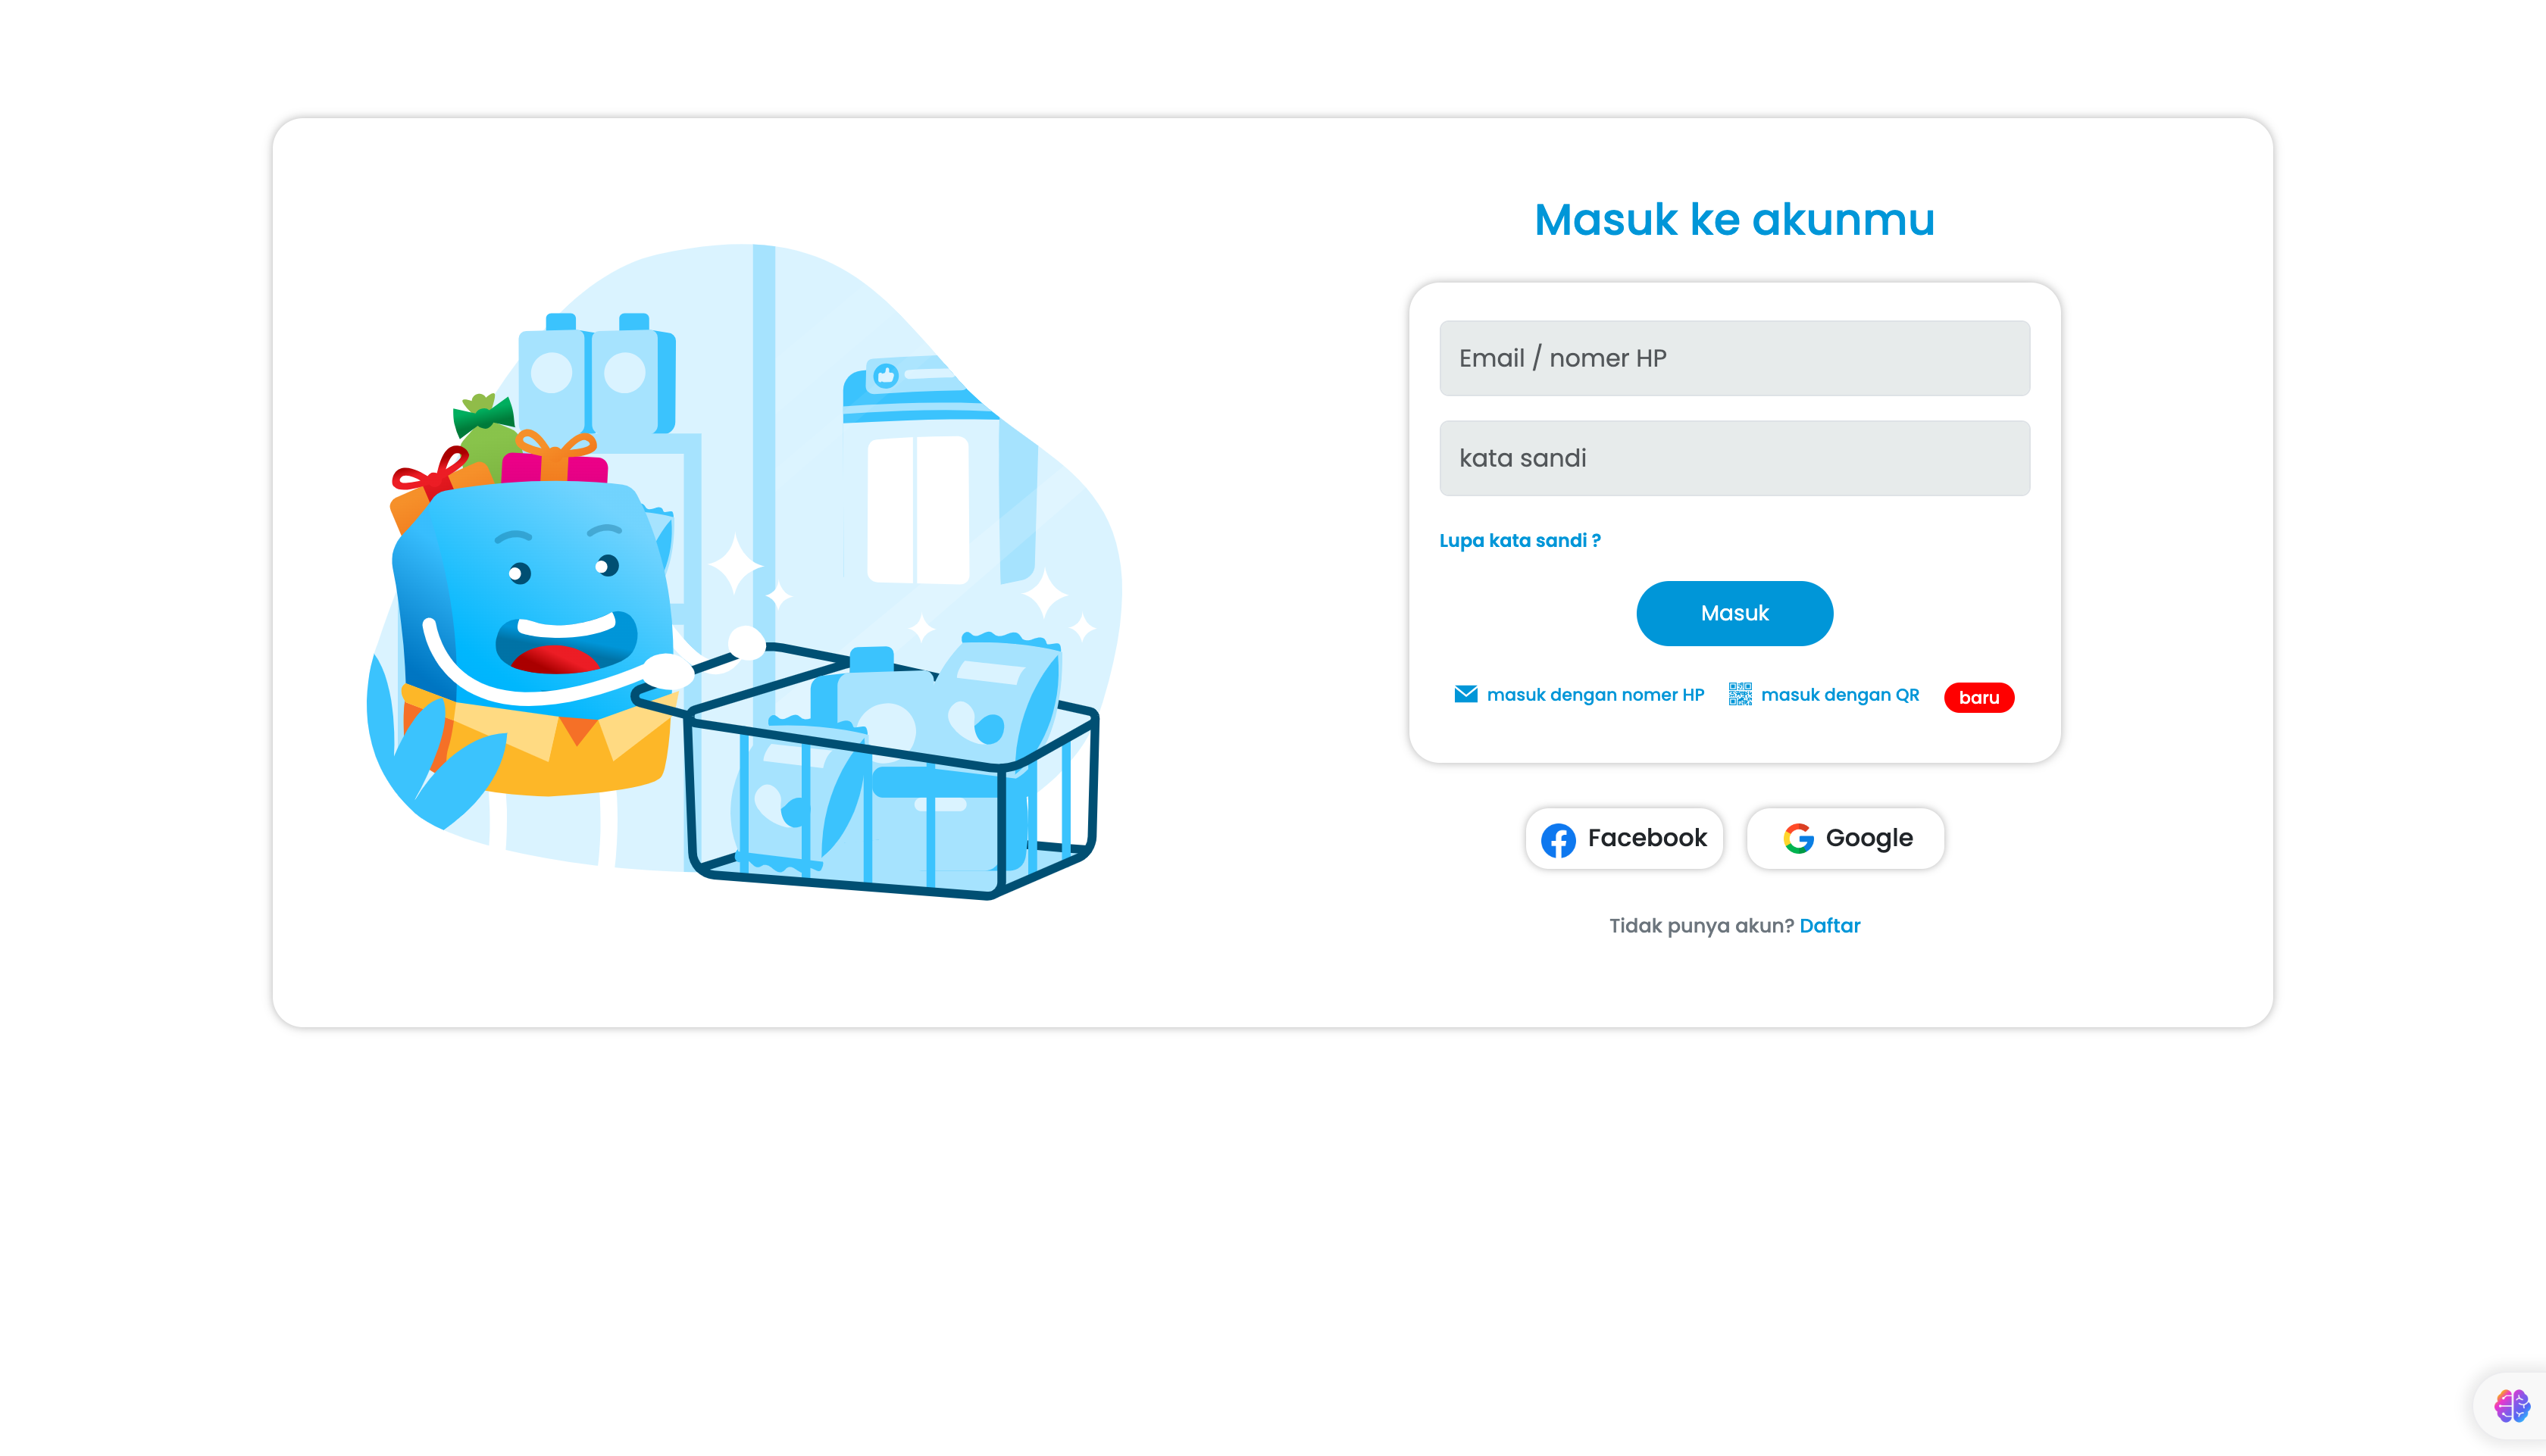 Masuk ke akunmu
Email / nomer HP
kata sandi
Lupa kata sandi ?
Masuk
masuk dengan nomer HP masuk dengan QR baru
Facebook Google
Tidak punya akun? Daftar